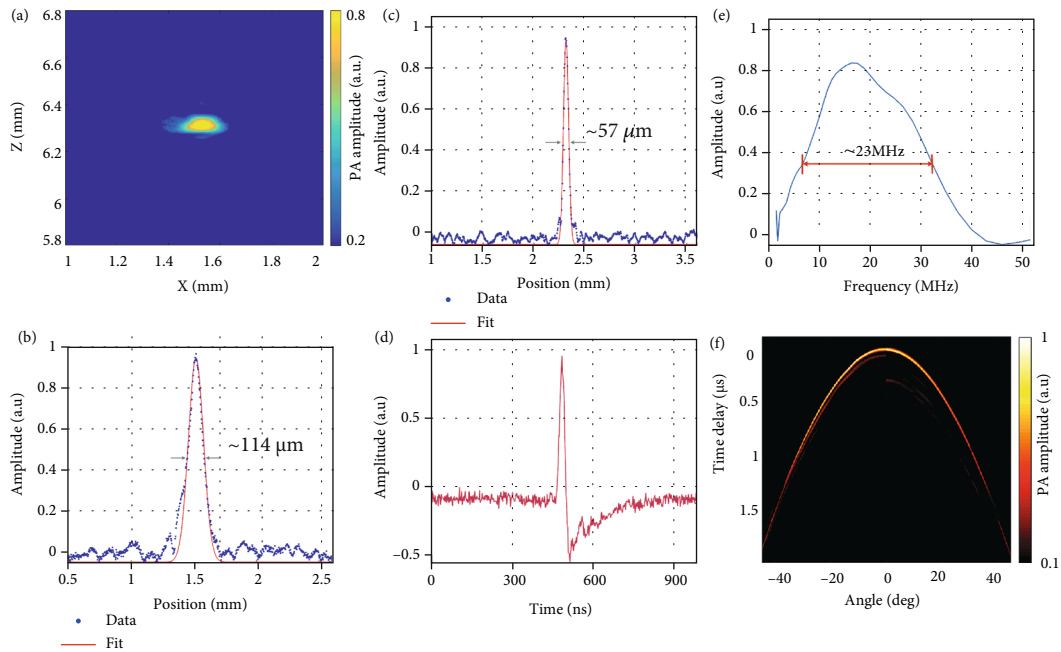 (a)
6.8
6.6
6.4
6.2
6
5.8
Z (mm)
1
1.2
1.4
1.6
1.8
2
X (mm)
0.8
0.2
PA amplitude (a.u.)
(b)
1
0.8
0.6
0.4
0.2
0
Amplitude (a.u)
~114 μm
0.5
1
1.5
2
2.5
Position (mm)
Data
Fit
(c)
1
0.8
0.6
0.4
0.2
0
Amplitude (a.u.)
~57 μm
1
1.5
2
2.5
3
3.5
Position (mm)
Data
Fit
(d)
1
0.5
0
−0.5
Amplitude (a.u)
0
300
600
900
Time (ns)
(e)
1
0.8
0.6
0.4
0.2
0
Amplitude (a.u)
~23MHz
0
10
20
30
40
50
Frequency (MHz)
(f)
0
0.5
1
1.5
Time delay (μs)
−40
−20
0
20
40
Angle (deg)
1
0.1
PA amplitude (a.u)